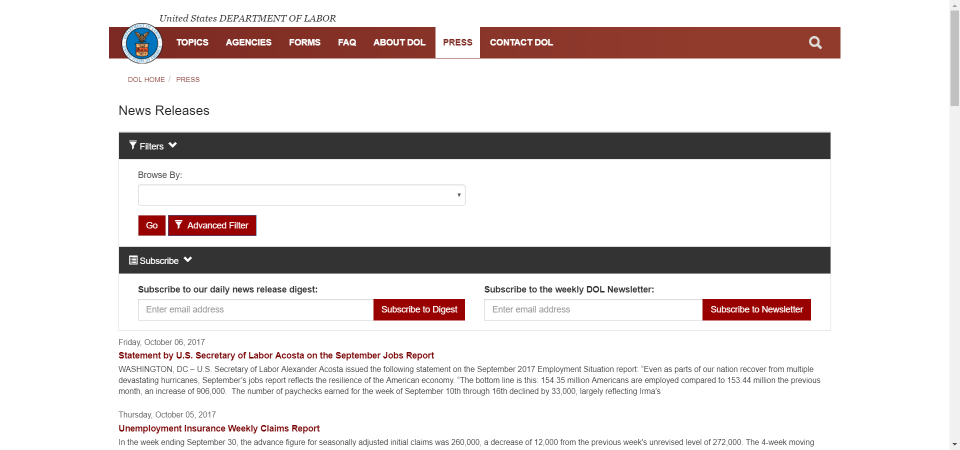 United States DEPARTMENT OF LABOR
TOPICS AGENCIES FORMS FAQ ABOUT DOL PRESS CONTACT DOL
DOL HOME / PRESS
News Releases
Filters
Browse By:
Go Advanced Filter
Subscribe
Subscribe to our daily news release digest: Subscribe to the weekly DOL Newsletter:
Enter email address Subscribe to Digest Enter email address Subscribe to Newsletter
Friday, October 06, 2017
Statement by U.S. Secretary of Labor Acosta on the September Jobs Report
WASHINGTON, DC – U.S. Secretary of Labor Alexander Acosta issued the following statement on the September 2017 Employment Situation report: "Even as parts of our nation recover from multiple
devastating hurricanes, September's jobs report reflects the resilience of the American economy. "The bottom line is this: 154.35 million Americans are employed compared to 153.44 million the previous
month, an increase of 906,000. The number of paychecks earned for the week of September 10th through 16th declined by 33,000, largely reflecting Irma's
Thursday, October 05, 2017
Unemployment Insurance Weekly Claims Report
In the week ending September 30, the advance figure for seasonally adjusted initial claims was 260,000, a decrease of 12,000 from the previous week's unrevised level of 272,000. The 4-week moving